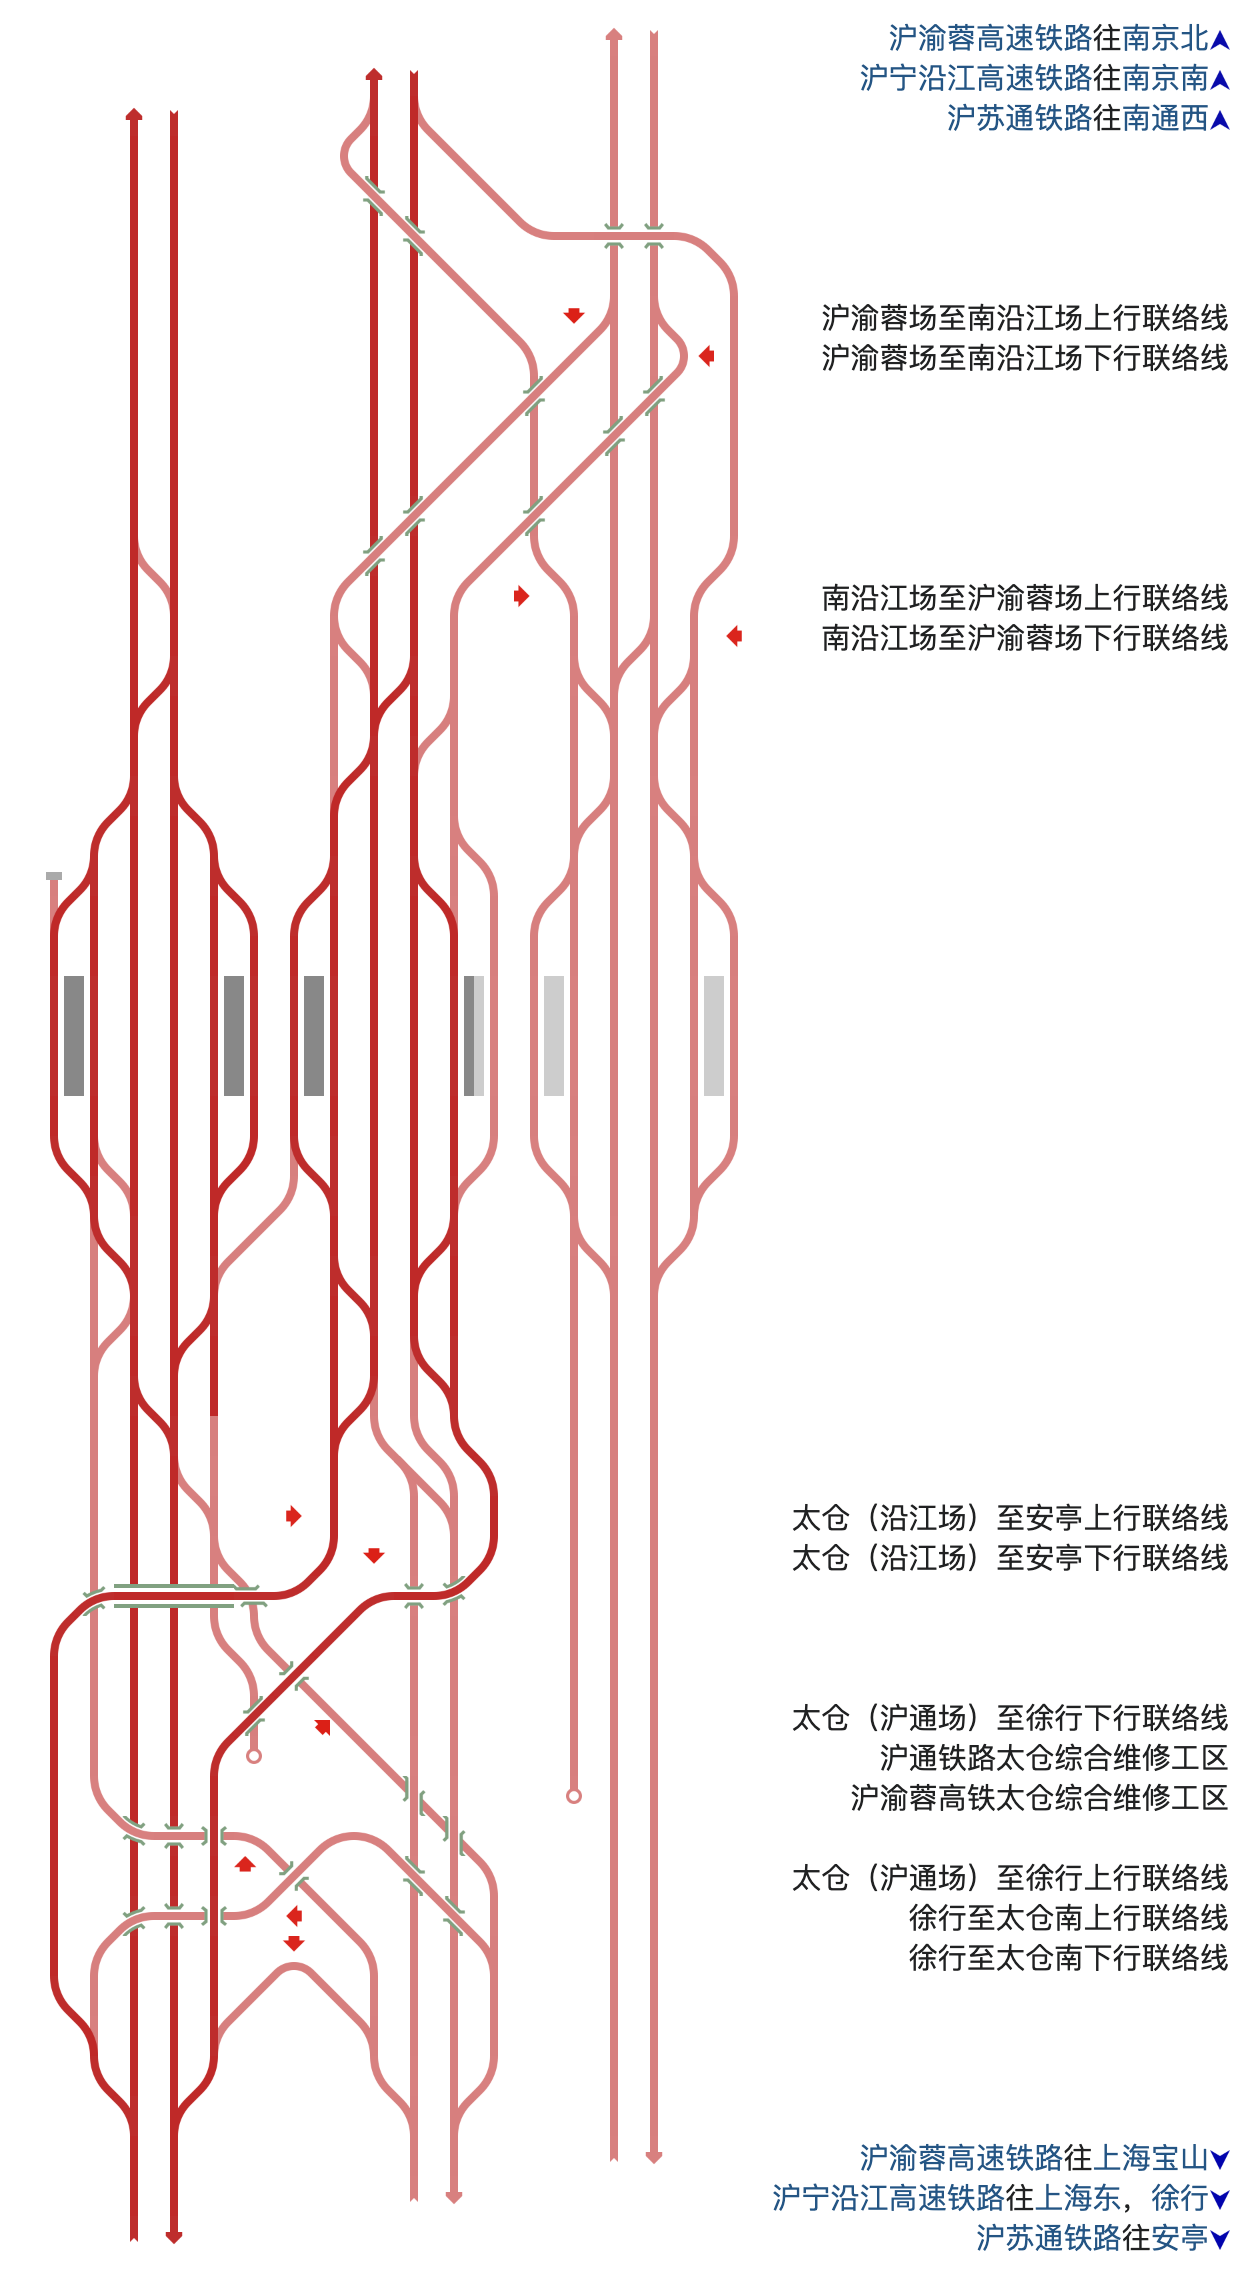 沪渝蓉高速铁路往南京北
沪宁沿江高速铁路往南京南
沪苏通铁路往南通西
沪渝蓉场至南沿江场上行联络线
沪渝蓉场至南沿江场下行联络线
南沿江场至沪渝蓉场上行联络线
南沿江场至沪渝蓉场下行联络线
太仓（沿江场）至安亭上行联络线
太仓（沿江场）至安亭下行联络线
太仓（沪通场）至徐行下行联络线
沪通铁路太仓综合维修工区
沪渝蓉高铁太仓综合维修工区
太仓（沪通场）至徐行上行联络线
徐行至太仓南上行联络线
徐行至太仓南下行联络线
沪渝蓉高速铁路往上海宝山
沪宁沿江高速铁路往上海东，徐行
沪苏通铁路往安亭